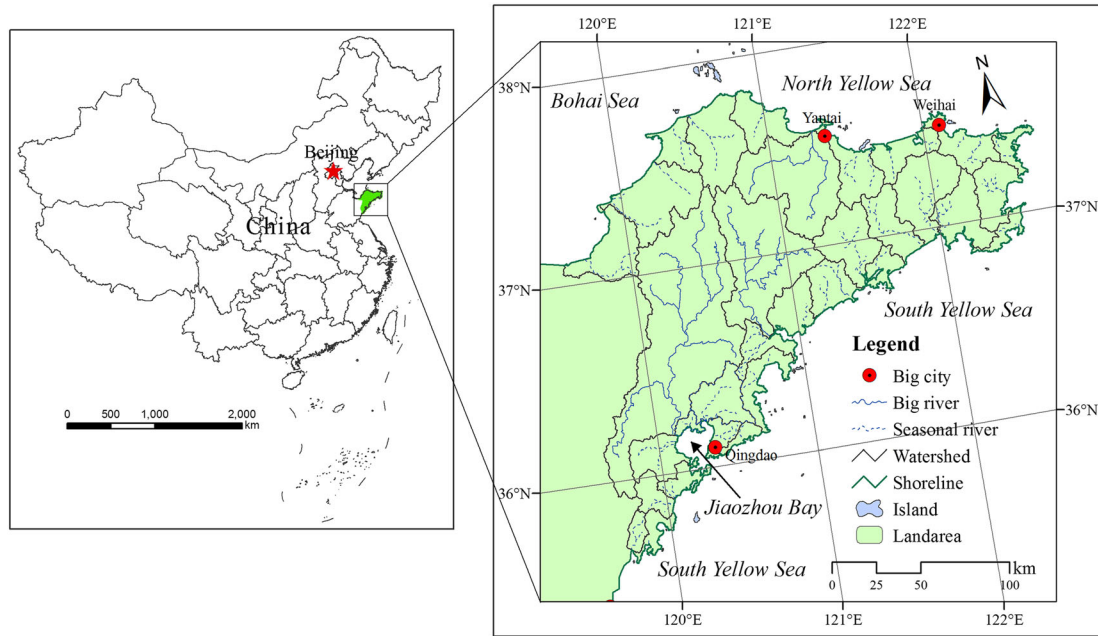 Beijing
China
0 500 1,000 2,000
km
120°E 121°E 122°E
N
38°N
Bohai Sea
North Yellow Sea
Weihai
Yantai
37°N
37°N
South Yellow Sea
Legend
Big city
Big river
Seasonal river
Watershed
Shoreline
Island
Landarea
36°N
Qingdao
36°N
Jiaozhou Bay
South Yellow Sea
km
0 25 50 100
120°E 121°E 122°E